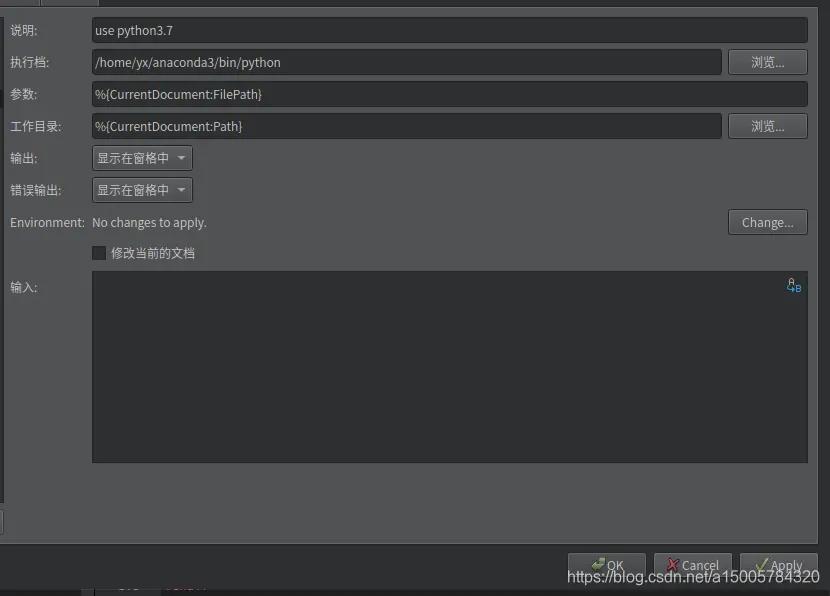 说明: use python3.7
执行档: /home/yx/anaconda3/bin/python 浏览...
参数: %{CurrentDocument:FilePath}
工作目录: %{CurrentDocument:Path} 浏览...
输出: 显示在窗格中
错误输出: 显示在窗格中
Environment: No changes to apply. Change...
修改当前的文档
输入:
OK Cancel Apply
https://blog.csdn.net/a15005784320